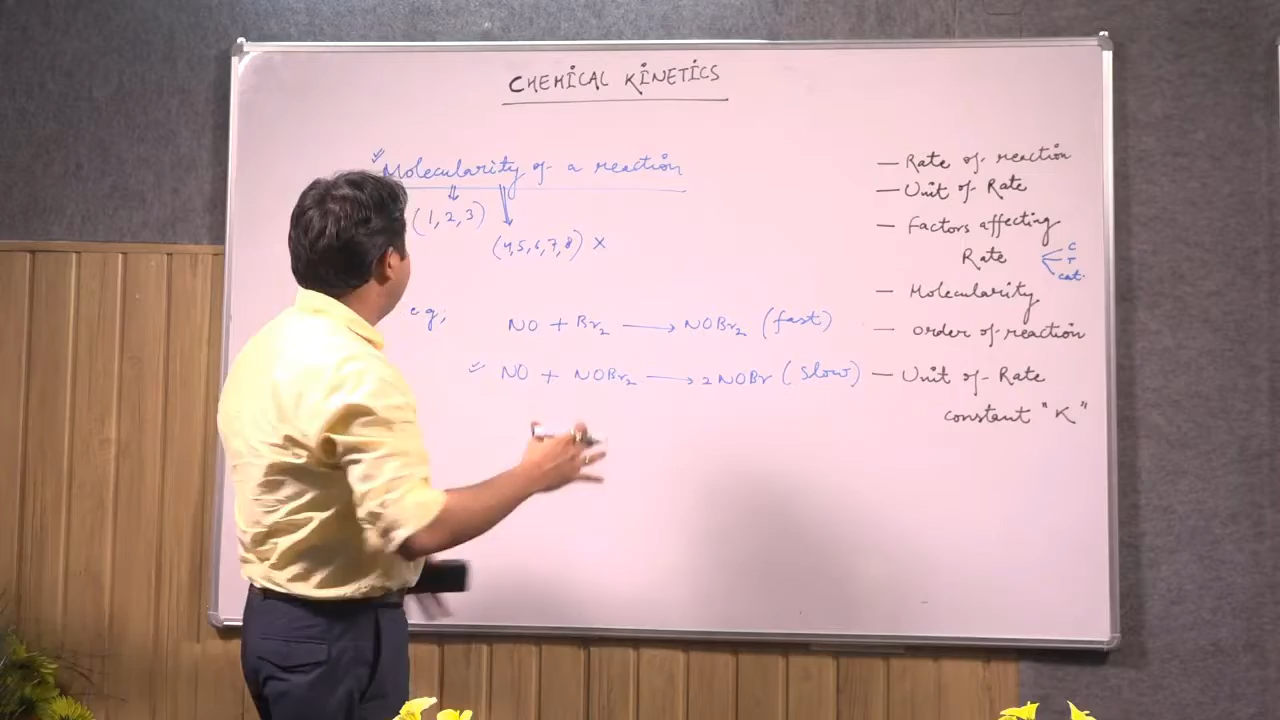 CHEMICAL KINETICS
✓ Molecularity of a reaction
(1, 2, 3)
(4, 5, 6, 7, 8) ×
e.g;
NO + Br₂ ⟶ NOBr₂ (fast)
✓ NO + NOBr₂ ⟶ 2NOBr (slow)
— Rate of reaction
— Unit of Rate
— Factors affecting
Rate
C
T
cat.
— Molecularity
— order of reaction
— Unit of Rate
constant "K"